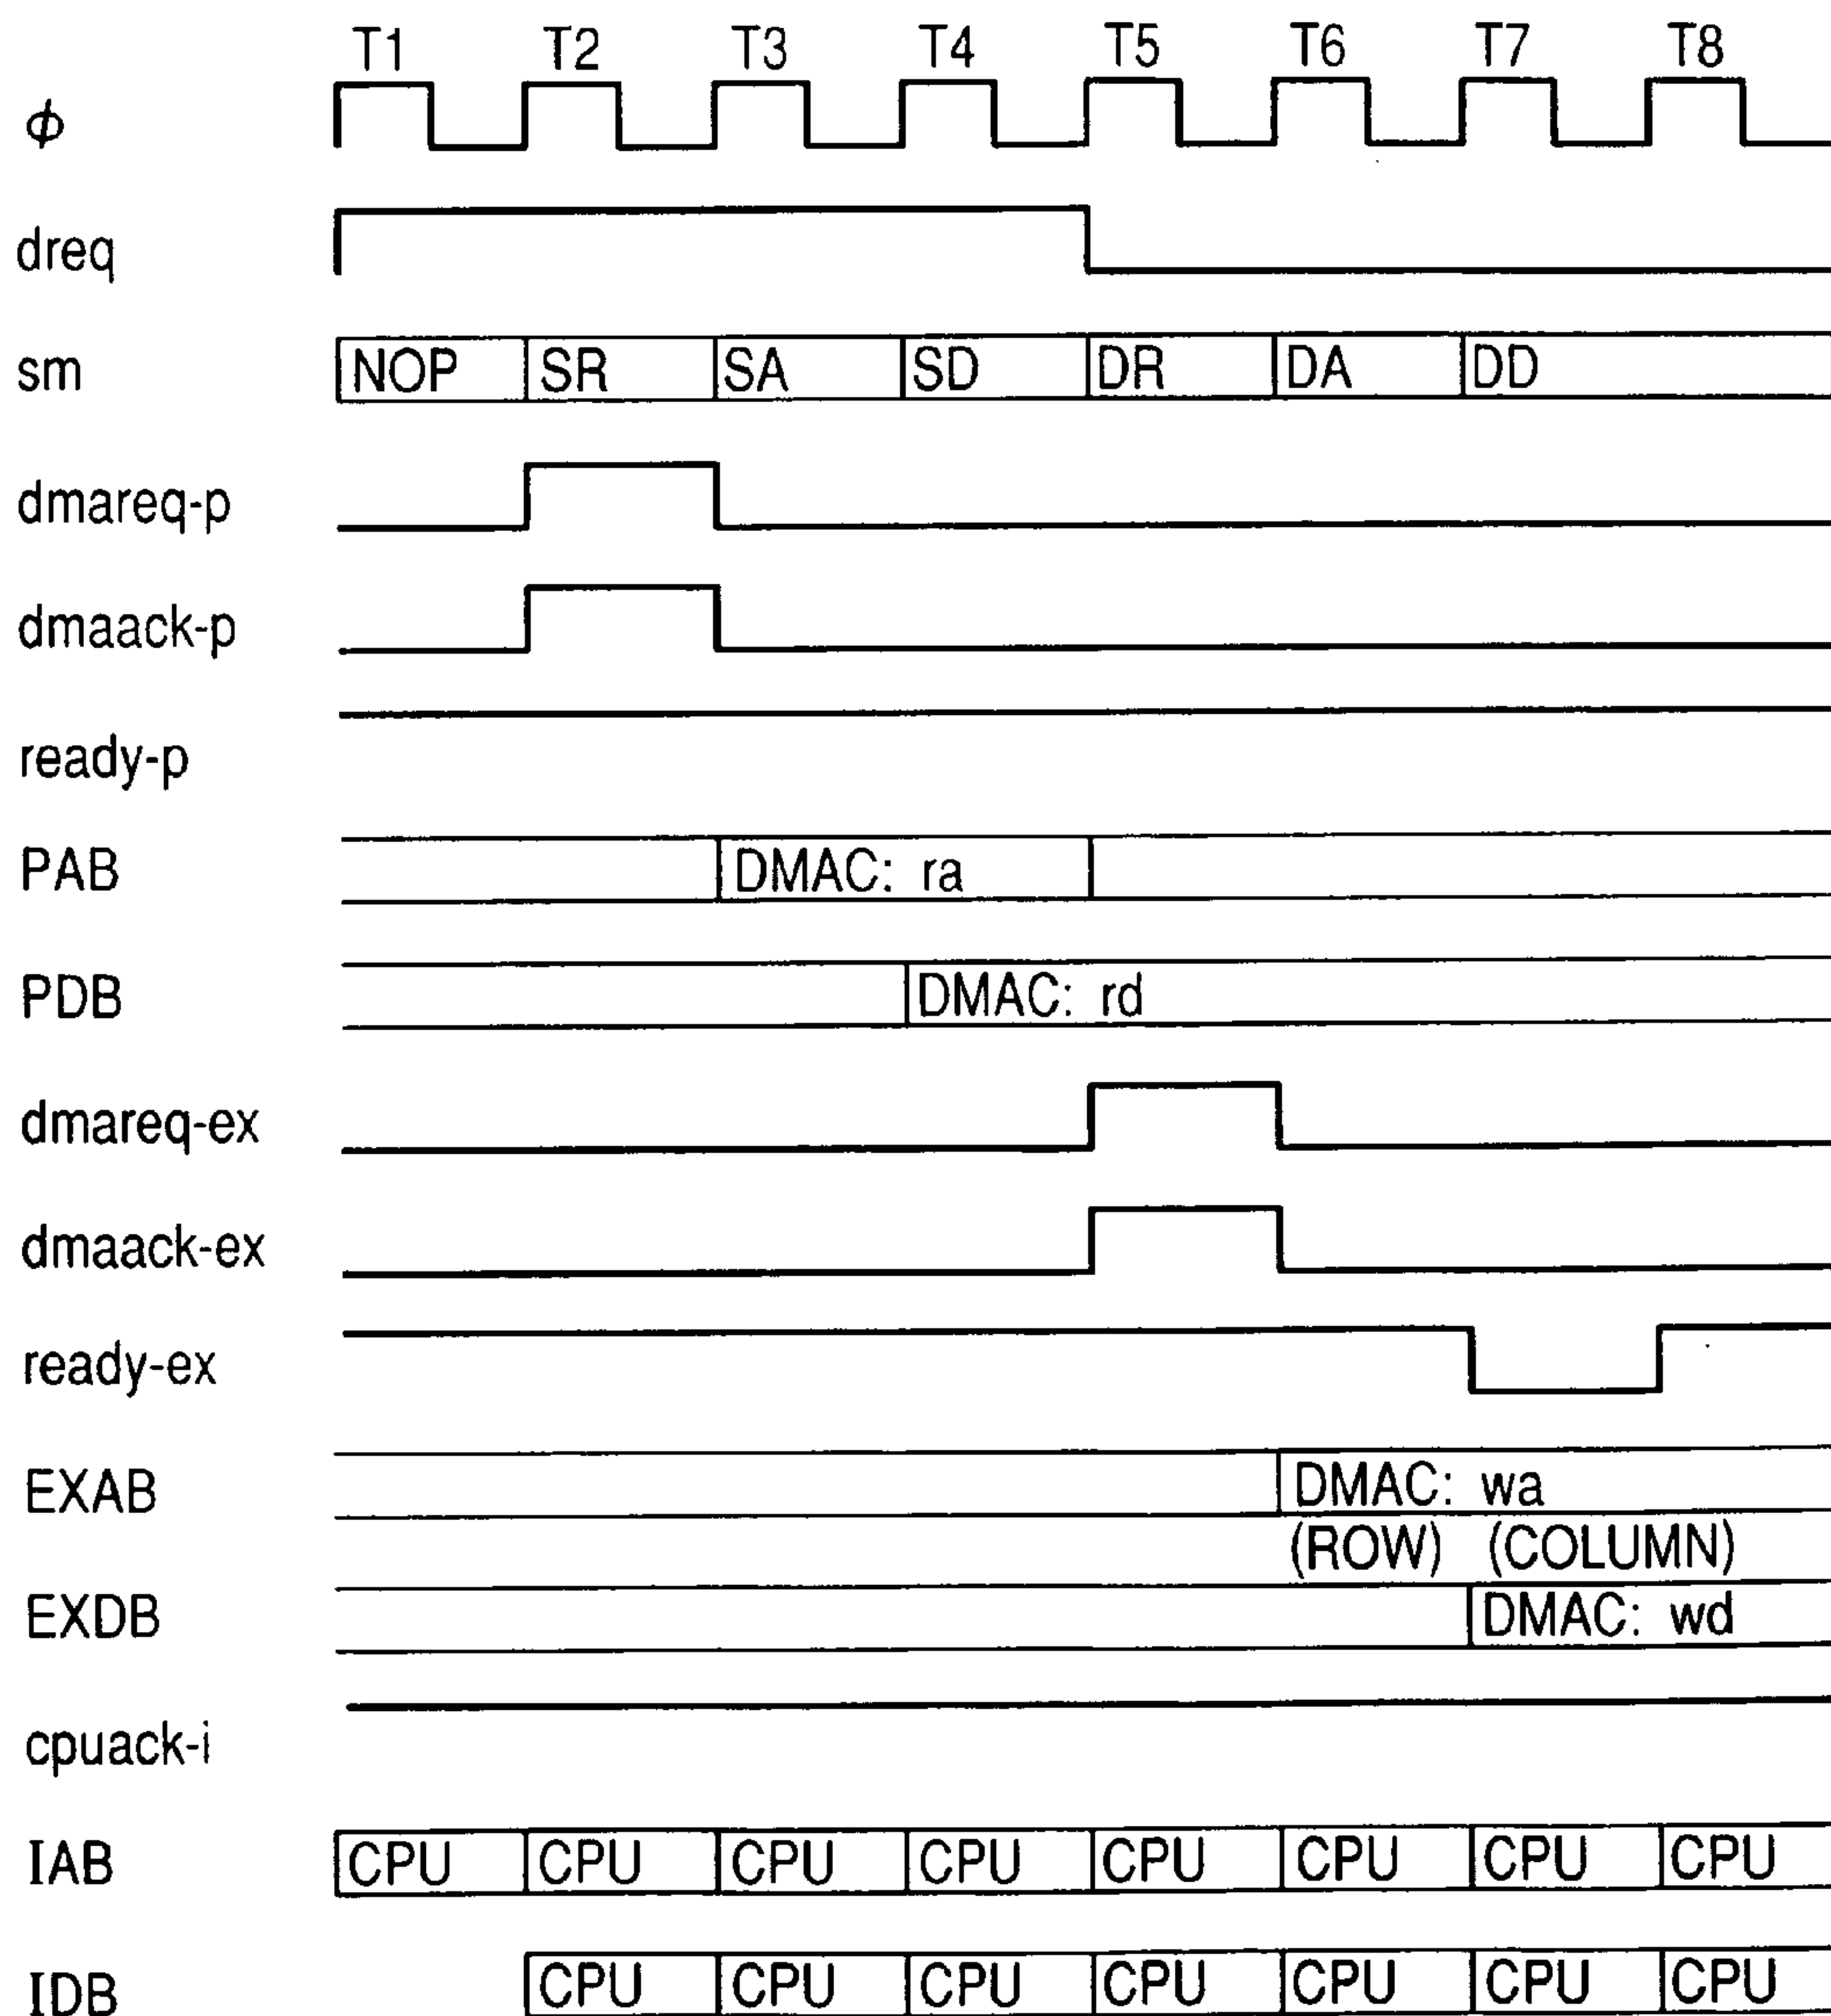 T1 T2 T3 T4 T5 T6 T7 T8
ϕ
dreq
sm NOP SR SA SD DR DA DD
dmareq-p
dmaack-p
ready-p
PAB DMAC: ra
PDB DMAC: rd
dmareq-ex
dmaack-ex
ready-ex
EXAB DMAC: wa
(ROW) (COLUMN)
EXDB DMAC: wd
cpuack-i
IAB CPU CPU CPU CPU CPU CPU CPU CPU
IDB CPU CPU CPU CPU CPU CPU CPU